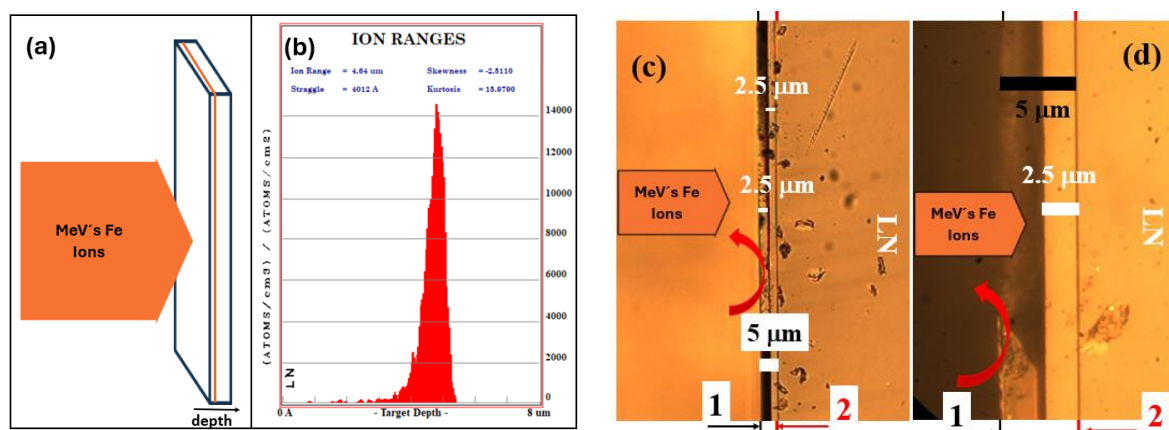 (a)
MeV´s Fe
Ions
depth
(b)
ION RANGES
Ion Range = 4.64 um Skewness = -2.5110
Straggle = 4012 A Kurtosis = 15.9790
(ATOMS/cm3) / (ATOMS/cm2)
14000
12000
10000
8000
6000
4000
2000
0
LN
0 A - Target Depth - 8 um
(c)
2.5 µm
2.5 µm
MeV´s Fe
Ions
LN
5 µm
1 2
(d)
5 µm
2.5 µm
MeV´s Fe
Ions
LN
1 2